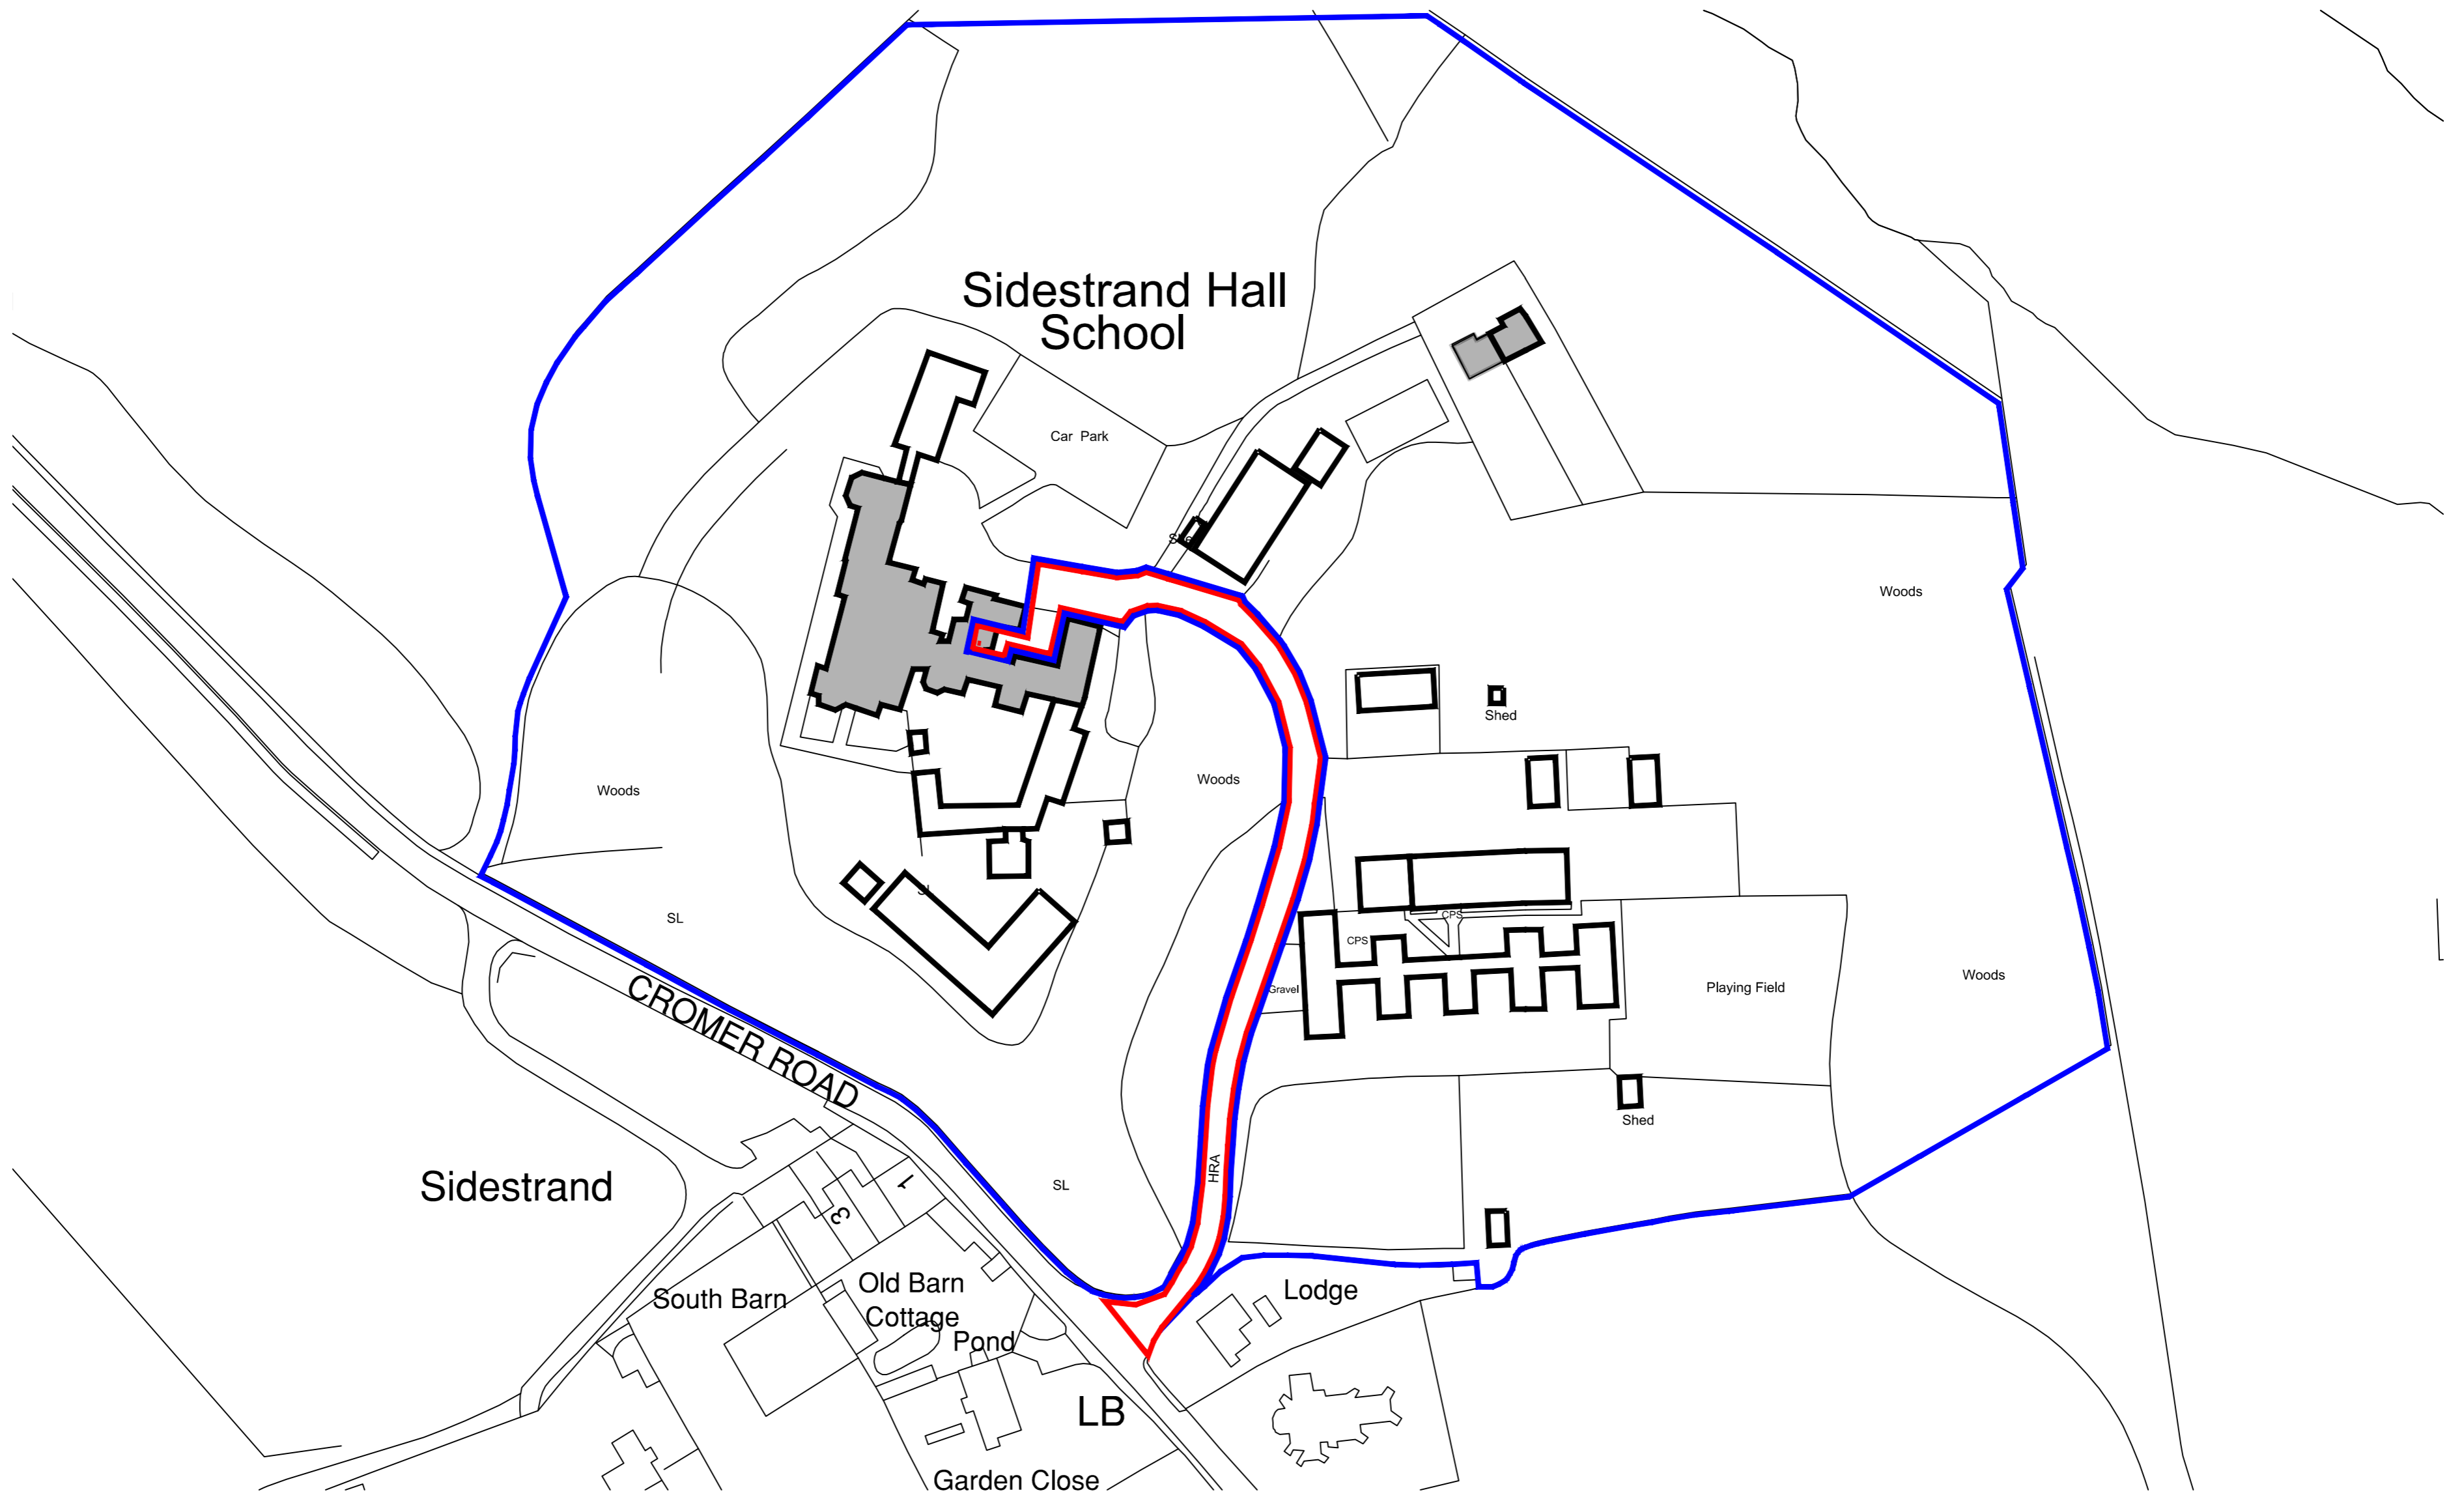 Sidestrand Hall
School
Car Park
Woods
Shed
Woods
Woods
SL
SL
CPS
CPS
Gravel
Playing Field
Woods
CROMER ROAD
Shed
HRA
SL
Sidestrand
1
3
South Barn
Old Barn
Cottage
Pond
Lodge
LB
Garden Close